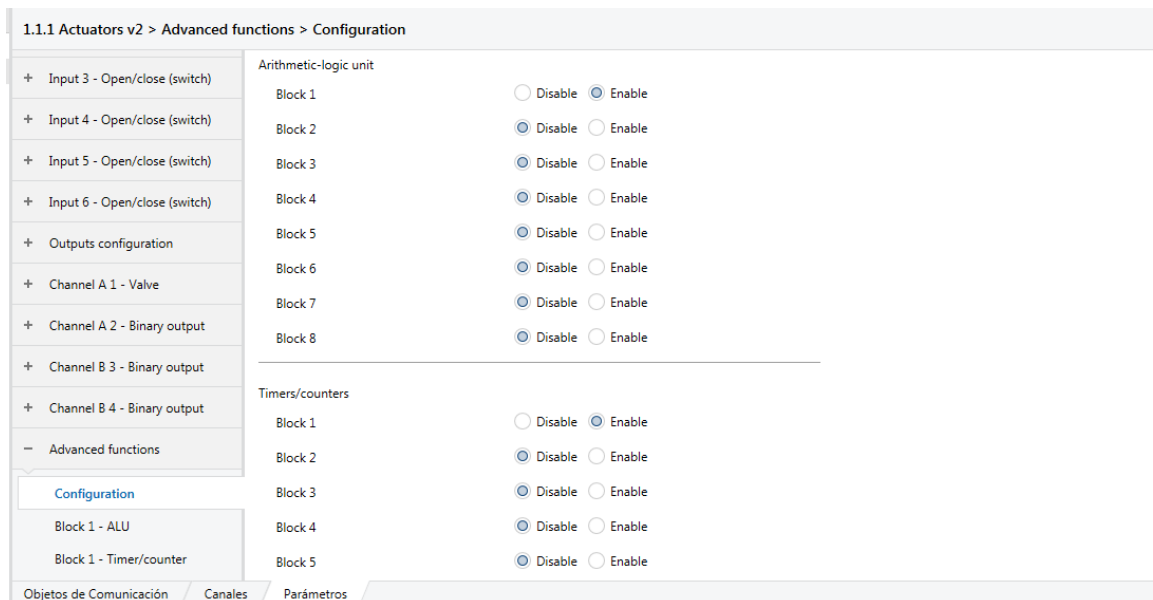 1.1.1 Actuators v2 > Advanced functions > Configuration
+ Input 3 - Open/close (switch)
+ Input 4 - Open/close (switch)
+ Input 5 - Open/close (switch)
+ Input 6 - Open/close (switch)
+ Outputs configuration
+ Channel A 1 - Valve
+ Channel A 2 - Binary output
+ Channel B 3 - Binary output
+ Channel B 4 - Binary output
− Advanced functions
Configuration
Block 1 - ALU
Block 1 - Timer/counter
Arithmetic-logic unit
Block 1 Disable Enable
Block 2 Disable Enable
Block 3 Disable Enable
Block 4 Disable Enable
Block 5 Disable Enable
Block 6 Disable Enable
Block 7 Disable Enable
Block 8 Disable Enable
Timers/counters
Block 1 Disable Enable
Block 2 Disable Enable
Block 3 Disable Enable
Block 4 Disable Enable
Block 5 Disable Enable
Objetos de Comunicación / Canales / Parámetros